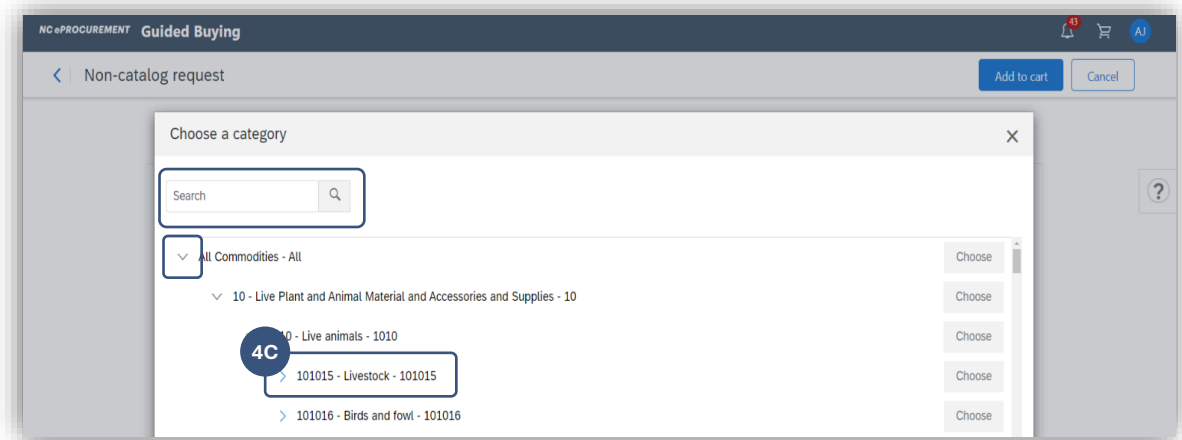 NC ePROCUREMENT Guided Buying 43 AJ
Non-catalog request Add to cart Cancel
Choose a category
Search
?
All Commodities - All Choose
10 - Live Plant and Animal Material and Accessories and Supplies - 10 Choose
10 - Live animals - 1010 Choose
4C
101015 - Livestock - 101015 Choose
101016 - Birds and fowl - 101016 Choose